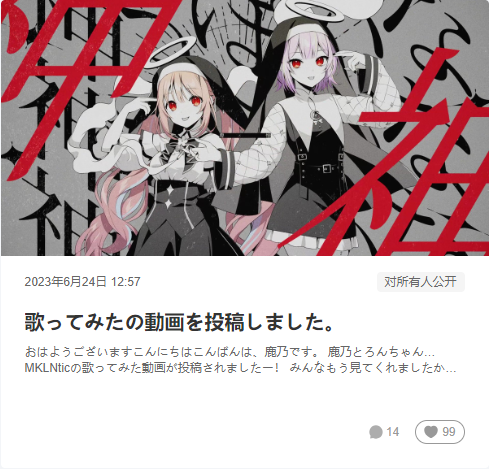 2023年6月24日 12:57
对所有人公开
歌ってみたの動画を投稿しました。
おはようございますこんにちはこんばんは、鹿乃です。 鹿乃とろんちゃん…
MKLNticの歌ってみた動画が投稿されましたー！ みんなもう見てくれましたか…
14
99